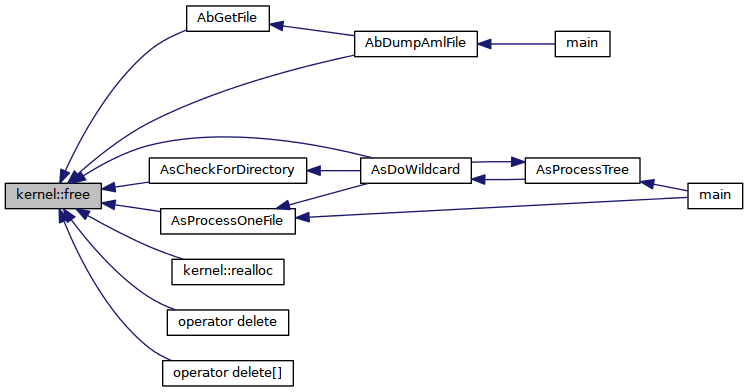 AbGetFile
AbDumpAmlFile
main
kernel::free
AsCheckForDirectory
AsDoWildcard
AsProcessTree
AsProcessOneFile
main
kernel::realloc
operator delete
operator delete[]